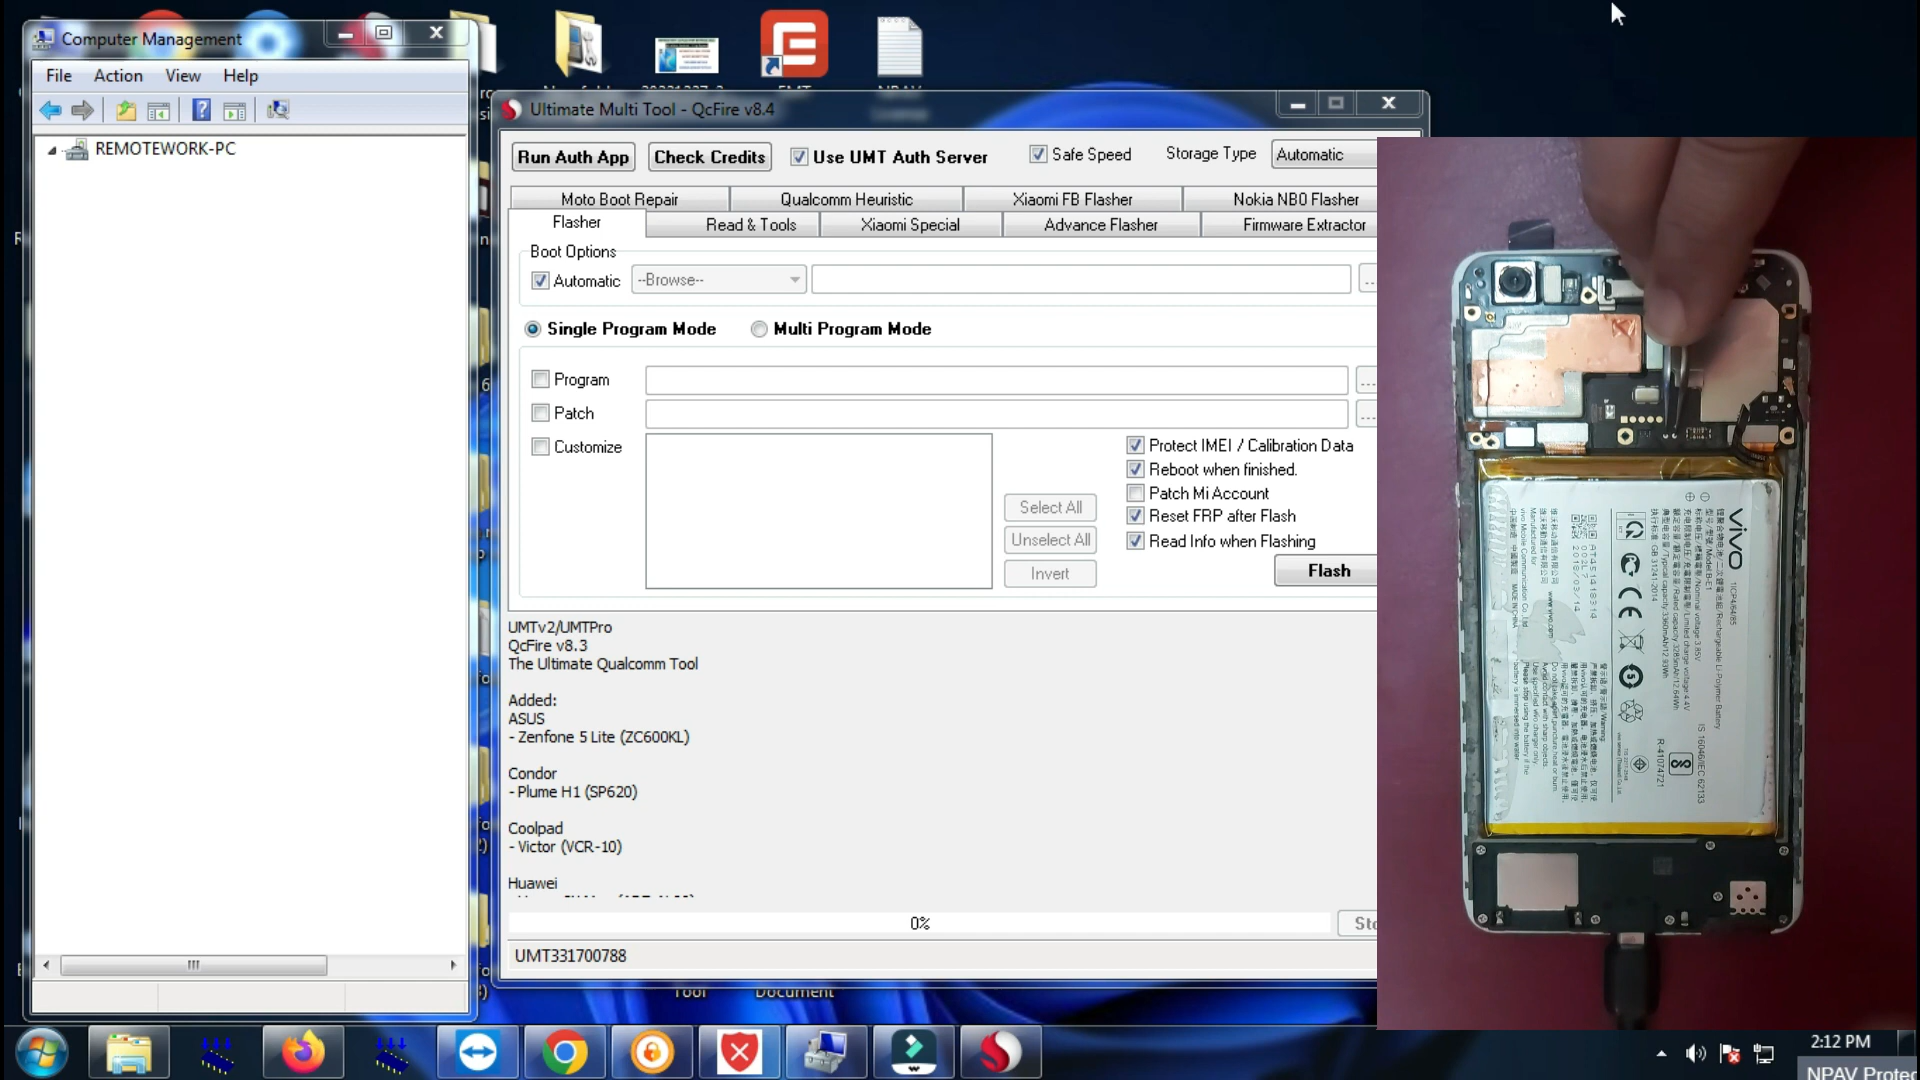 Computer Management
File Action View Help
REMOTEWORK-PC
Ultimate Multi Tool - QcFire v8.4
Run Auth App
Check Credits
Use UMT Auth Server
Safe Speed
Storage Type
Automatic
Moto Boot Repair
Qualcomm Heuristic
Xiaomi FB Flasher
Nokia NB0 Flasher
Flasher
Read & Tools
Xiaomi Special
Advance Flasher
Firmware Extractor
Boot Options
Automatic
--Browse--
Single Program Mode
Multi Program Mode
Program
Patch
Customize
Protect IMEI / Calibration Data
Reboot when finished.
Patch Mi Account
Reset FRP after Flash
Read Info when Flashing
Select All
Unselect All
Invert
Flash
UMTv2/UMTPro
QcFire v8.3
The Ultimate Qualcomm Tool
Added:
ASUS
- Zenfone 5 Lite (ZC600KL)
Condor
- Plume H1 (SP620)
Coolpad
- Victor (VCR-10)
Huawei
0%
UMT331700788
Tool
Document
vivo
2:12 PM
NPAV Protec